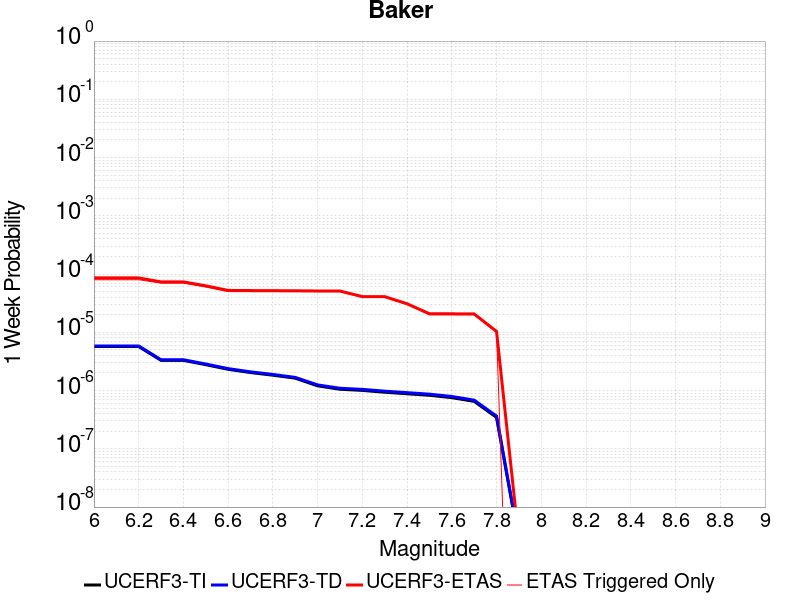 Baker
10^0
10^-1
10^-2
10^-3
10^-4
10^-5
10^-6
10^-7
10^-8
1 Week Probability
6 6.2 6.4 6.6 6.8 7 7.2 7.4 7.6 7.8 8 8.2 8.4 8.6 8.8 9
Magnitude
UCERF3-TI UCERF3-TD UCERF3-ETAS ETAS Triggered Only